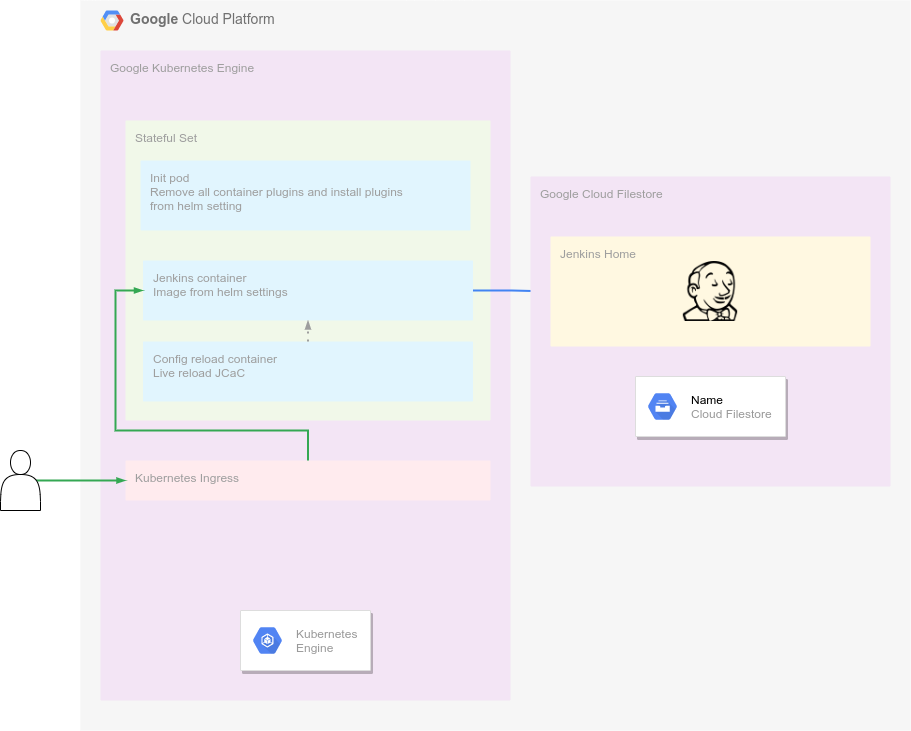 Google Cloud Platform
Google Kubernetes Engine
Stateful Set
Init pod
Remove all container plugins and install plugins
from helm setting
Jenkins container
Image from helm settings
Config reload container
Live reload JCaC
Kubernetes Ingress
Kubernetes
Engine
Google Cloud Filestore
Jenkins Home
Name
Cloud Filestore